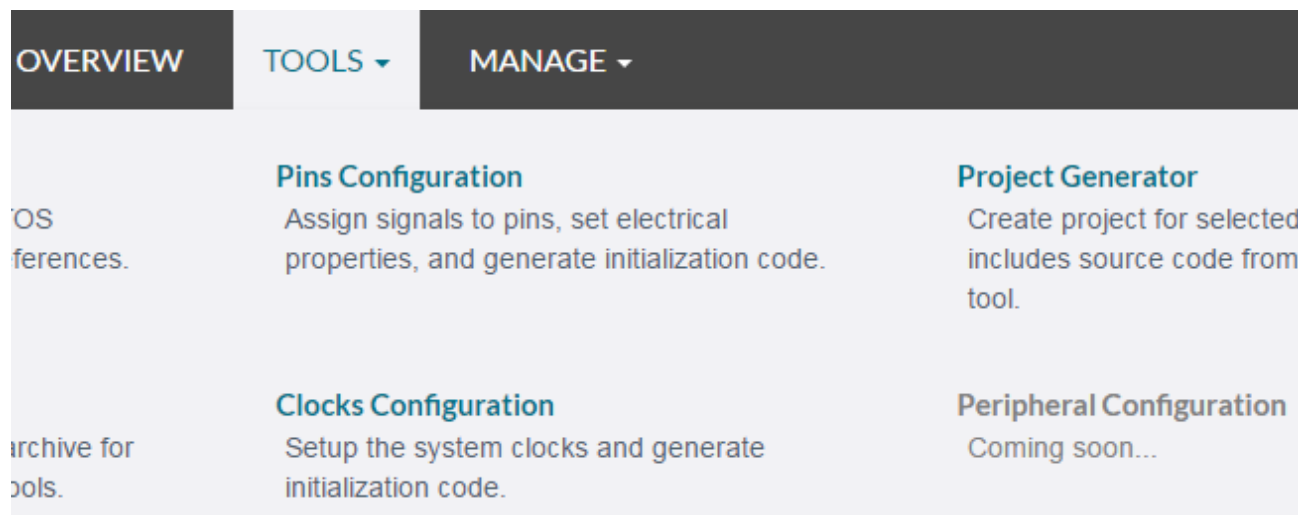 OVERVIEW TOOLS MANAGE
Pins Configuration
Assign signals to pins, set electrical
properties, and generate initialization code.
Project Generator
Create project for selected
includes source code from
tool.
Clocks Configuration
Setup the system clocks and generate
initialization code.
Peripheral Configuration
Coming soon...
for